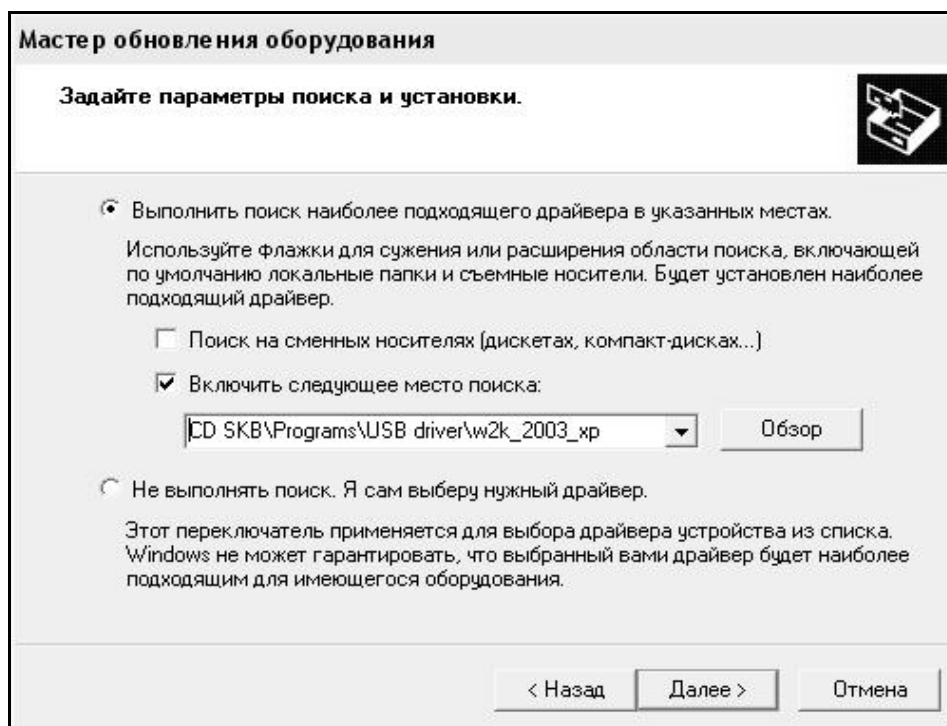 Мастер обновления оборудования
Задайте параметры поиска и установки.
Выполнить поиск наиболее подходящего драйвера в указанных местах.
Используйте флажки для сужения или расширения области поиска, включающей
по умолчанию локальные папки и съемные носители. Будет установлен наиболее
подходящий драйвер.
Поиск на сменных носителях (дискетах, компакт-дисках...)
Включить следующее место поиска:
CD SKB\Programs\USB driver\w2k_2003_xp
Обзор
Не выполнять поиск. Я сам выберу нужный драйвер.
Этот переключатель применяется для выбора драйвера устройства из списка.
Windows не может гарантировать, что выбранный вами драйвер будет наиболее
подходящим для имеющегося оборудования.
< Назад
Далее >
Отмена